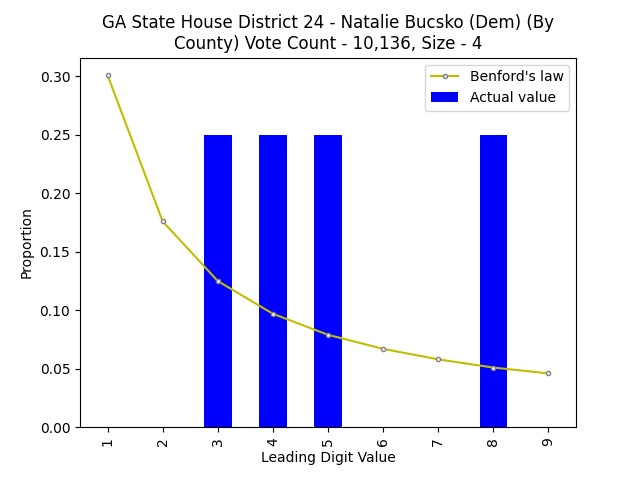 GA State House District 24 - Natalie Bucsko (Dem) (By
County) Vote Count - 10,136, Size - 4
Benford's law
Actual value
0.30
0.25
0.20
0.15
0.10
0.05
0.00
Proportion
1 2 3 4 5 6 7 8 9
Leading Digit Value